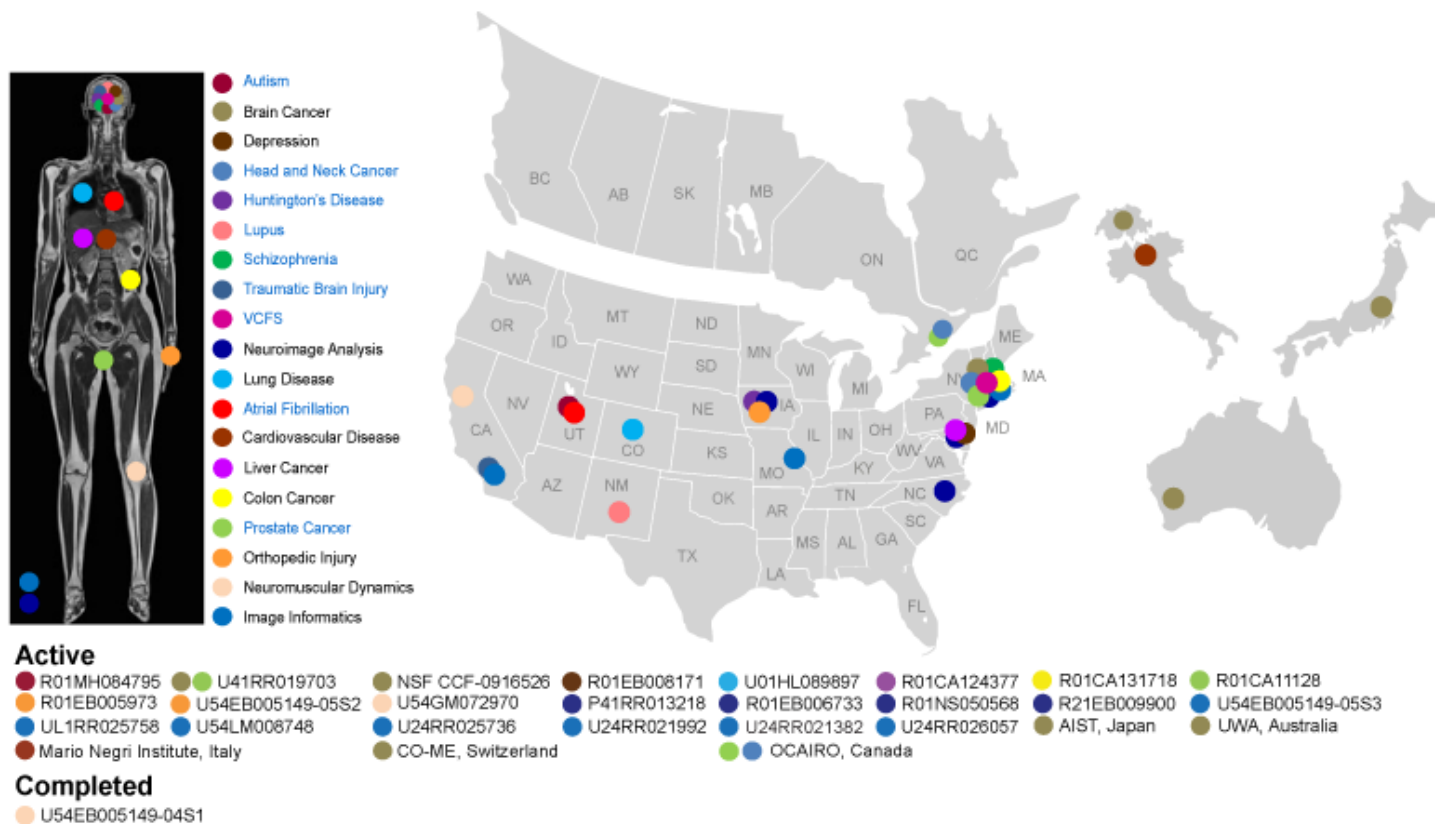 Autism
Brain Cancer
Depression
Head and Neck Cancer
Huntington's Disease
Lupus
Schizophrenia
Traumatic Brain Injury
VCFS
Neuroimage Analysis
Lung Disease
Atrial Fibrillation
Cardiovascular Disease
Liver Cancer
Colon Cancer
Prostate Cancer
Orthopedic Injury
Neuromuscular Dynamics
Image Informatics
BC
AB
SK
MB
ON
QC
WA
OR
ID
MT
ND
MN
SD
WY
WI
MI
NY
ME
MA
NV
CA
UT
CO
NE
IA
IL
IN
OH
PA
MD
WV
VA
KS
MO
KY
AZ
NM
OK
AR
TN
NC
SC
TX
LA
MS
AL
GA
FL
Active
R01MH084795 U41RR019703 NSF CCF-0916526 R01EB008171 U01HL089897 R01CA124377 R01CA131718 R01CA11128
R01EB005973 U54EB005149-05S2 U54GM072970 P41RR013218 R01EB006733 R01NS050568 R21EB009900 U54EB005149-05S3
UL1RR025758 U54LM008748 U24RR025736 U24RR021992 U24RR021382 U24RR026057 AIST, Japan UWA, Australia
Mario Negri Institute, Italy CO-ME, Switzerland OCAIRO, Canada
Completed
U54EB005149-04S1